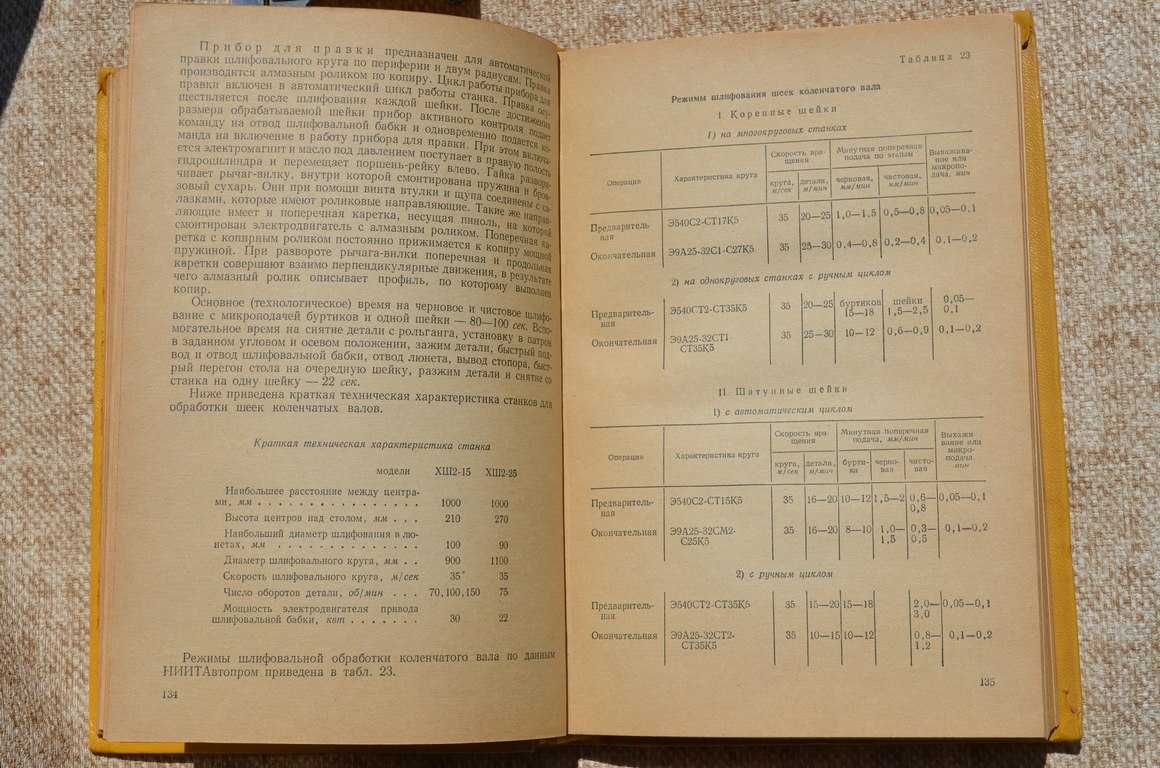 Прибор для правки предназначен для автоматической
правки шлифовального круга по периферии и двум радиусам. Правка
производится алмазным роликом по копиру. Цикл работы прибора для
правки включен в автоматический цикл работы станка. Правка осу-
ществляется после шлифования каждой шейки. После достижения
размера обрабатываемой шейки прибор активного контроля подает
команду на отвод шлифовальной бабки и одновременно подается ко-
манда на включение в работу прибора для правки. При этом включа-
ется электромагнит и масло под давлением поступает в правую полость
гидроцилиндра и перемещает поршень-рейку влево. Гайка развора-
чивает рычаг-вилку, внутри которой смонтирована пружина и брон-
зовый сухарь. Они при помощи винта втулки и щупа соединены с са-
лазками, которые имеют роликовые направляющие. Такие же направ-
ляющие имеет и поперечная каретка, несущая пиноль, на которой
смонтирован электродвигатель с алмазным роликом. Поперечная ка-
ретка с копирным роликом постоянно прижимается к копиру мощной
пружиной. При развороте рычага-вилки поперечная и продольная
каретки совершают взаимо перпендикулярные движения, в результате
чего алмазный ролик описывает профиль, по которому выполнен
копир.
Основное (технологическое) время на черновое и чистовое шлифо-
вание с микроподачей буртиков и одной шейки — 80—100 сек. Вспо-
могательное время на снятие детали с рольганга, установку в патрон
в заданном угловом и осевом положении, зажим детали, быстрый под-
вод и отвод шлифовальной бабки, отвод люнета, вывод стопора, быст-
рый перегон стола на очередную шейку, разжим детали и снятие со
станка на одну шейку — 22 сек.
Ниже приведена краткая техническая характеристика станков для
обработки шеек коленчатых валов.
Краткая техническая характеристика станка
модели ХШ2-15 ХШ2-25
Наибольшее расстояние между центра-
ми, мм . . . . . . . . . . . . . . 1000 1000
Высота центров над столом, мм . . . 210 270
Наибольший диаметр шлифования в лю-
нетах, мм . . . . . . . . . . . . . 100 90
Диаметр шлифовального круга, мм . . 900 1100
Скорость шлифовального круга, м/сек 35 35
Число оборотов детали, об/мин . . . 70, 100, 150 75
Мощность электродвигателя привода
шлифовальной бабки, квт . . . . . . . 30 22
Режимы шлифовальной обработки коленчатого вала по данным
НИИТАвтопром приведена в табл. 23.
134
Таблица 23
Режимы шлифования шеек коленчатого вала
I. Коренные шейки
1) на многокруговых станках
Операция Характеристика круга Скорость вра-
щения Минутная поперечная
подача по этапам Выхажива-
ние или
микропо-
дача, мин
круга,
м/сек детали,
м/мин черновая,
мм/мин чистовая,
мм/мин
Предваритель-
ная Э540С2-СТ17К5 35 20—25 1,0—1,5 0,5—0,8 0,05—0,1
Окончательная Э9А25-32С1-С27К5 35 25—30 0,4—0,8 0,2—0,4 0,1—0,2
2) на однокруговых станках с ручным циклом
Предваритель-
ная Э540СТ2-СТ35К5 35 20—25 буртиков
15—18 шейки
1,5—2,5 0,05—
0,1
Окончательная Э9А25-32СТ1
СТ35К5 35 25—30 10—12 0,6—0,9 0,1—0,2
II. Шатунные шейки
1) с автоматическим циклом
Операция Характеристика круга Скорость вра-
щения Минутная поперечная
подача, мм/мин Выхажи-
вание или
микро-
подача
мин
круга,
м/сек детали,
м/мин бурти-
ка черно-
вая чисто-
вая
Предваритель-
ная Э540С2-СТ15К5 35 16—20 10—12 1,5—2 0,6—
0,8 0,05—0,1
Окончательная Э9А25-32СМ2-
С25К5 35 16—20 8—10 1,0—
1,5 0,3—
0,5 0,1—0,2
2) с ручным циклом
Предваритель-
ная Э540СТ2-СТ35К5 35 15—20 15—18 2,0—
3,0 0,05—0,1
Окончательная Э9А25-32СТ2-
СТ35К5 35 10—15 10—12 0,8—
1,2 0,1—0,2
135